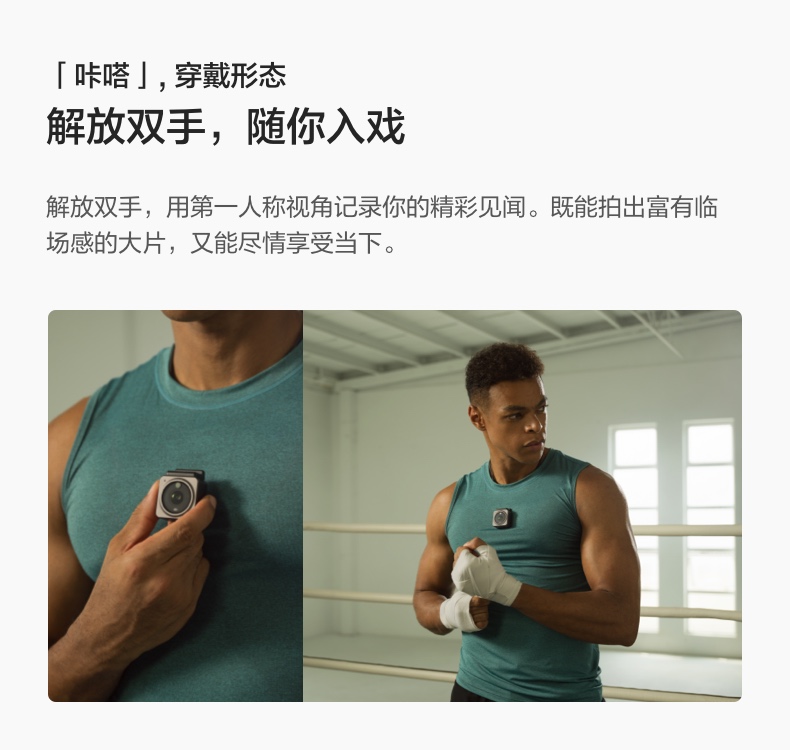 「咔嗒」, 穿戴形态
解放双手，随你入戏
解放双手，用第一人称视角记录你的精彩见闻。既能拍出富有临
场感的大片，又能尽情享受当下。